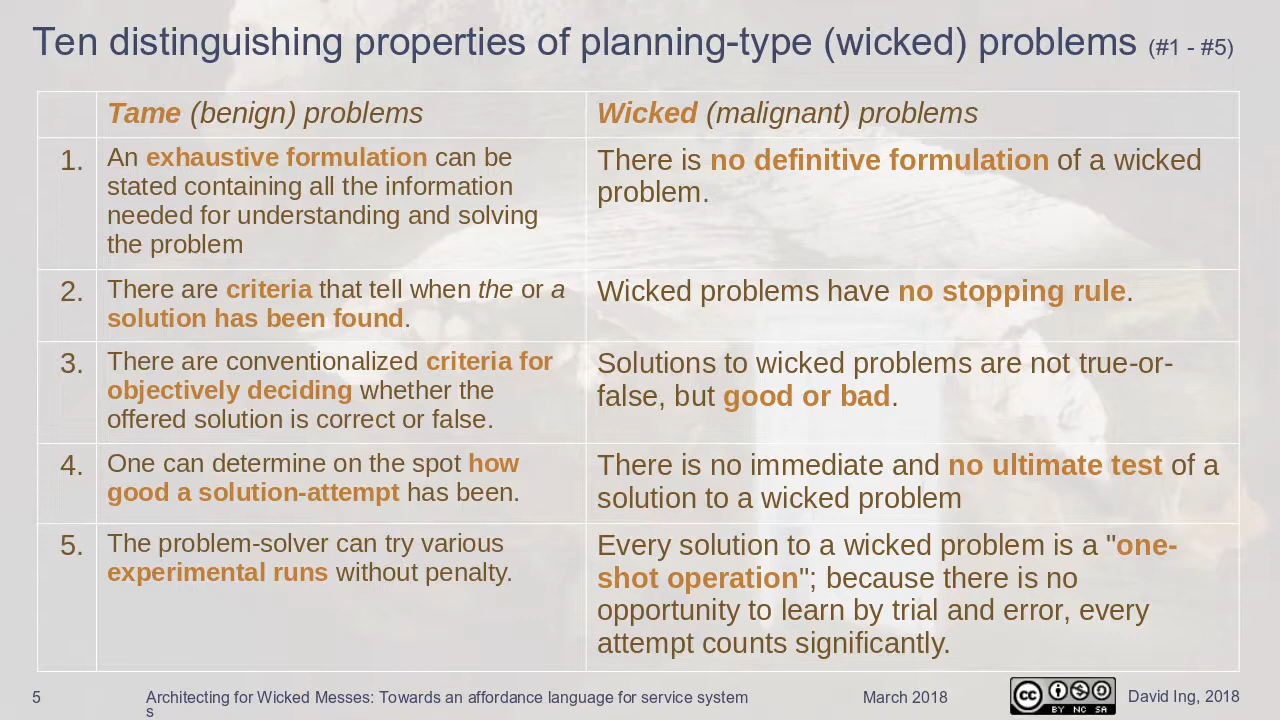 Ten distinguishing properties of planning-type (wicked) problems (#1 - #5)
Tame (benign) problems
Wicked (malignant) problems
1.
An exhaustive formulation can be
stated containing all the information
needed for understanding and solving
the problem
There is no definitive formulation of a wicked
problem.
2.
There are criteria that tell when the or a
solution has been found.
Wicked problems have no stopping rule.
3.
There are conventionalized criteria for
objectively deciding whether the
offered solution is correct or false.
Solutions to wicked problems are not true-or-
false, but good or bad.
4.
One can determine on the spot how
good a solution-attempt has been.
There is no immediate and no ultimate test of a
solution to a wicked problem
5.
The problem-solver can try various
experimental runs without penalty.
Every solution to a wicked problem is a "one-
shot operation"; because there is no
opportunity to learn by trial and error, every
attempt counts significantly.
5
Architecting for Wicked Messes: Towards an affordance language for service system
s
March 2018
cc
BY NC SA
David Ing, 2018